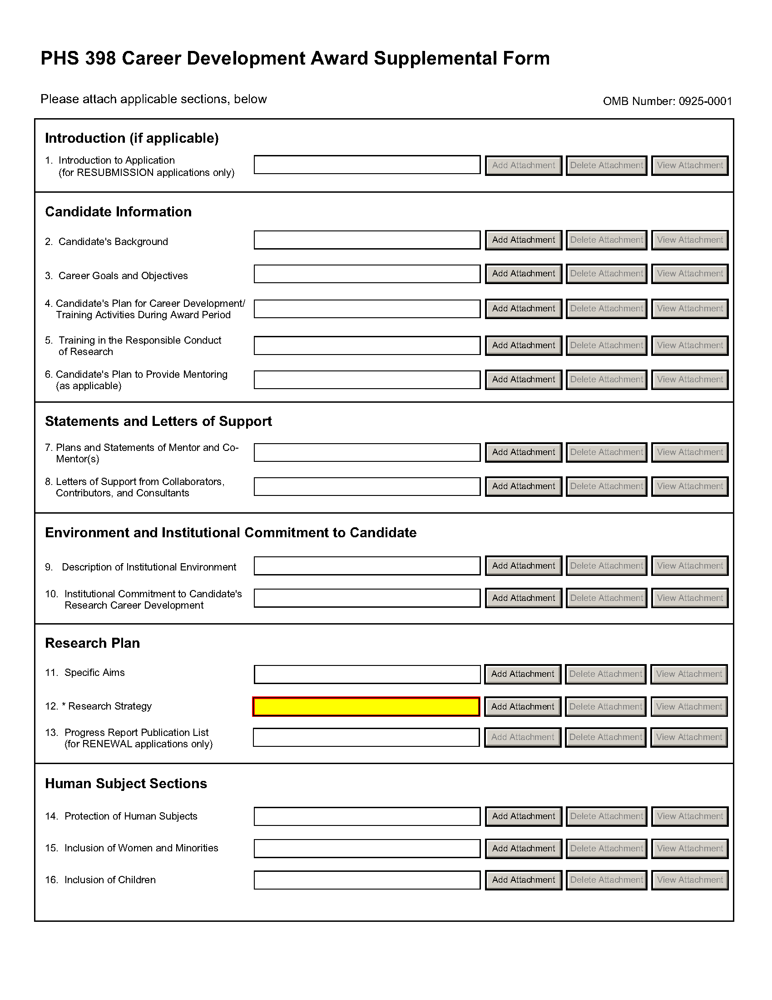 PHS 398 Career Development Award Supplemental Form
Please attach applicable sections, below
OMB Number: 0925-0001
Introduction (if applicable)
1. Introduction to Application
(for RESUBMISSION applications only)
Add Attachment Delete Attachment View Attachment
Candidate Information
2. Candidate's Background
Add Attachment Delete Attachment View Attachment
3. Career Goals and Objectives
Add Attachment Delete Attachment View Attachment
4. Candidate's Plan for Career Development/
Training Activities During Award Period
Add Attachment Delete Attachment View Attachment
5. Training in the Responsible Conduct
of Research
Add Attachment Delete Attachment View Attachment
6. Candidate's Plan to Provide Mentoring
(as applicable)
Add Attachment Delete Attachment View Attachment
Statements and Letters of Support
7. Plans and Statements of Mentor and Co-
Mentor(s)
Add Attachment Delete Attachment View Attachment
8. Letters of Support from Collaborators,
Contributors, and Consultants
Add Attachment Delete Attachment View Attachment
Environment and Institutional Commitment to Candidate
9. Description of Institutional Environment
Add Attachment Delete Attachment View Attachment
10. Institutional Commitment to Candidate's
Research Career Development
Add Attachment Delete Attachment View Attachment
Research Plan
11. Specific Aims
Add Attachment Delete Attachment View Attachment
12. * Research Strategy
Add Attachment Delete Attachment View Attachment
13. Progress Report Publication List
(for RENEWAL applications only)
Add Attachment Delete Attachment View Attachment
Human Subject Sections
14. Protection of Human Subjects
Add Attachment Delete Attachment View Attachment
15. Inclusion of Women and Minorities
Add Attachment Delete Attachment View Attachment
16. Inclusion of Children
Add Attachment Delete Attachment View Attachment